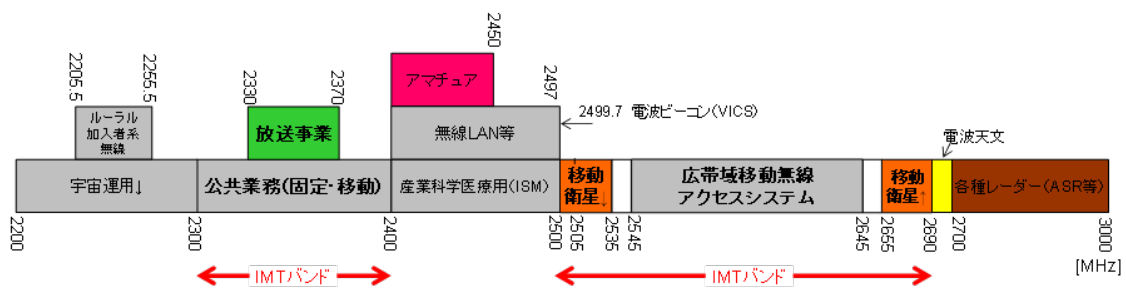 2450
アマチュア
2205.5
2255.5
2330
2370
2497
2499.7 電波ビーコン(VICS)
ルーラル
加入者系
無線
放送事業
無線LAN等
電波天文
宇宙運用↓
公共業務(固定・移動)
産業科学医療用(ISM)
移動
衛星↓
広帯域移動無線
アクセスシステム
移動
衛星↑
各種レーダー(ASR等)
2200
2300
2400
2500
2505
2535
2545
2645
2655
2690
2700
3000
[MHz]
IMTバンド
IMTバンド